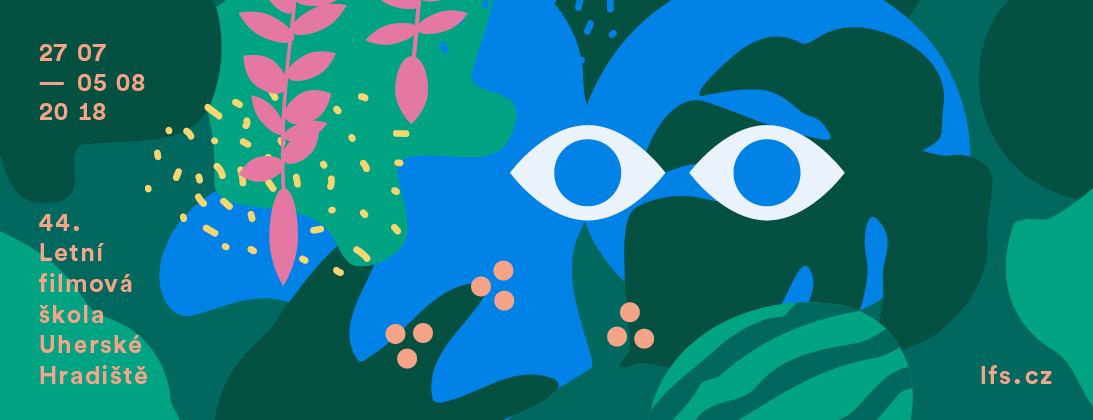 27 07
— 05 08
20 18
44.
Letní
filmová
škola
Uherské
Hradiště
lfs.cz